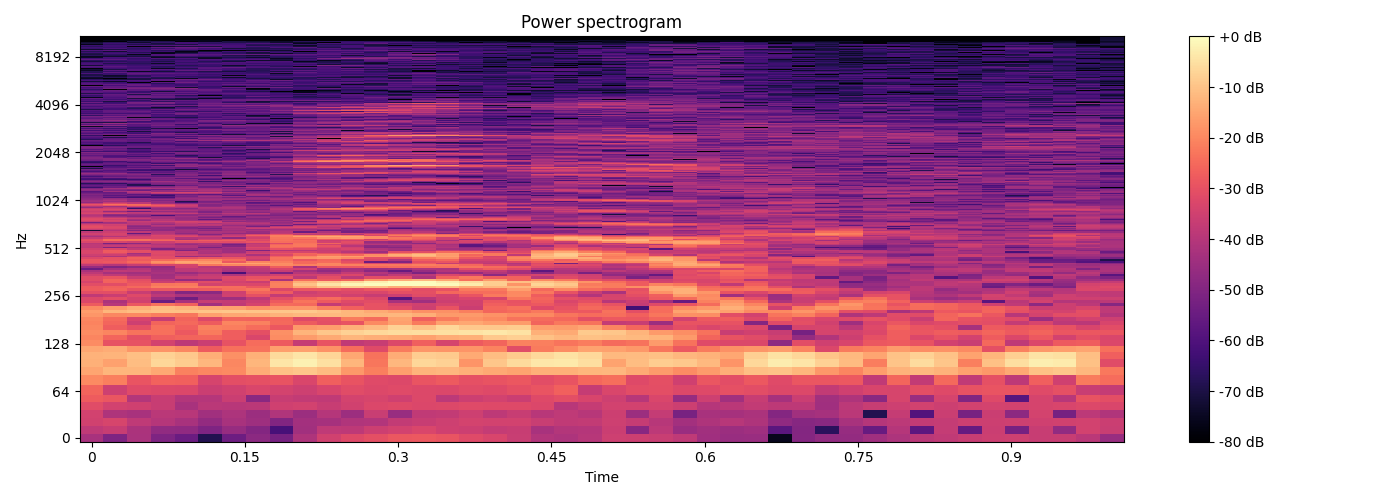 Power spectrogram
Hz
8192
4096
2048
1024
512
256
128
64
0
0 0.15 0.3 0.45 0.6 0.75 0.9
Time
+0 dB
-10 dB
-20 dB
-30 dB
-40 dB
-50 dB
-60 dB
-70 dB
-80 dB